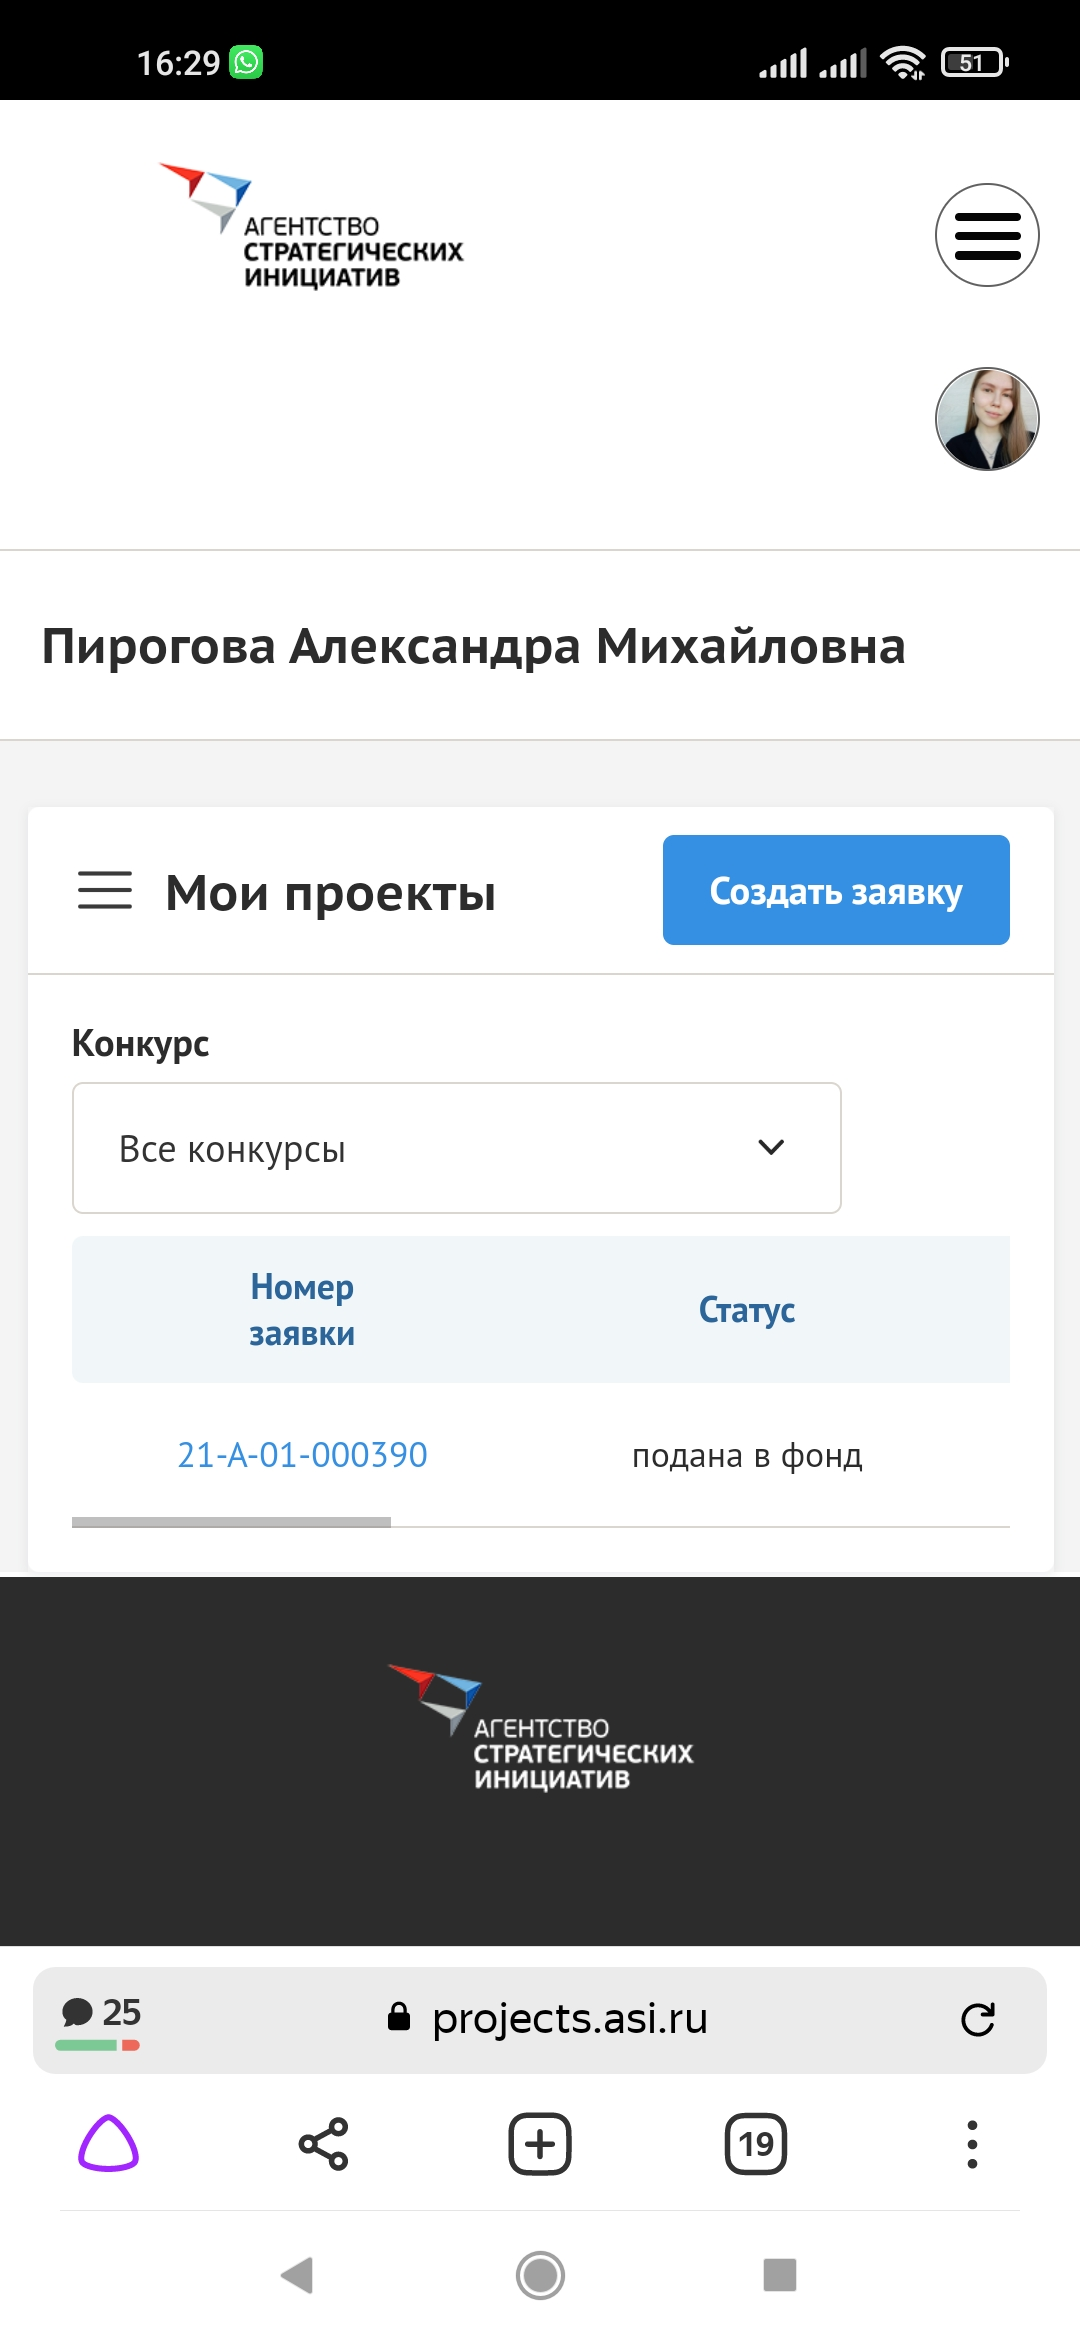 16:29
51
АГЕНТСТВО
СТРАТЕГИЧЕСКИХ
ИНИЦИАТИВ
Пирогова Александра Михайловна
Мои проекты
Создать заявку
Конкурс
Все конкурсы
Номер
заявки
Статус
21-А-01-000390
подана в фонд
АГЕНТСТВО
СТРАТЕГИЧЕСКИХ
ИНИЦИАТИВ
25
projects.asi.ru
19